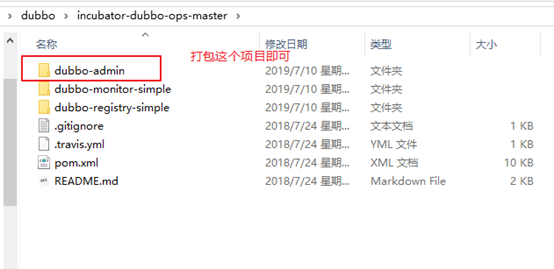 dubbo > incubator-dubbo-ops-master >
名称 修改日期 类型 大小
打包这个项目即可
dubbo-admin 2019/7/10 星期... 文件夹
dubbo-monitor-simple 2019/7/10 星期... 文件夹
dubbo-registry-simple 2019/7/10 星期... 文件夹
.gitignore 2018/7/24 星期... 文本文档 1 KB
.travis.yml 2018/7/24 星期... YML 文件 1 KB
pom.xml 2018/7/24 星期... XML 文档 10 KB
README.md 2018/7/24 星期... Markdown File 2 KB